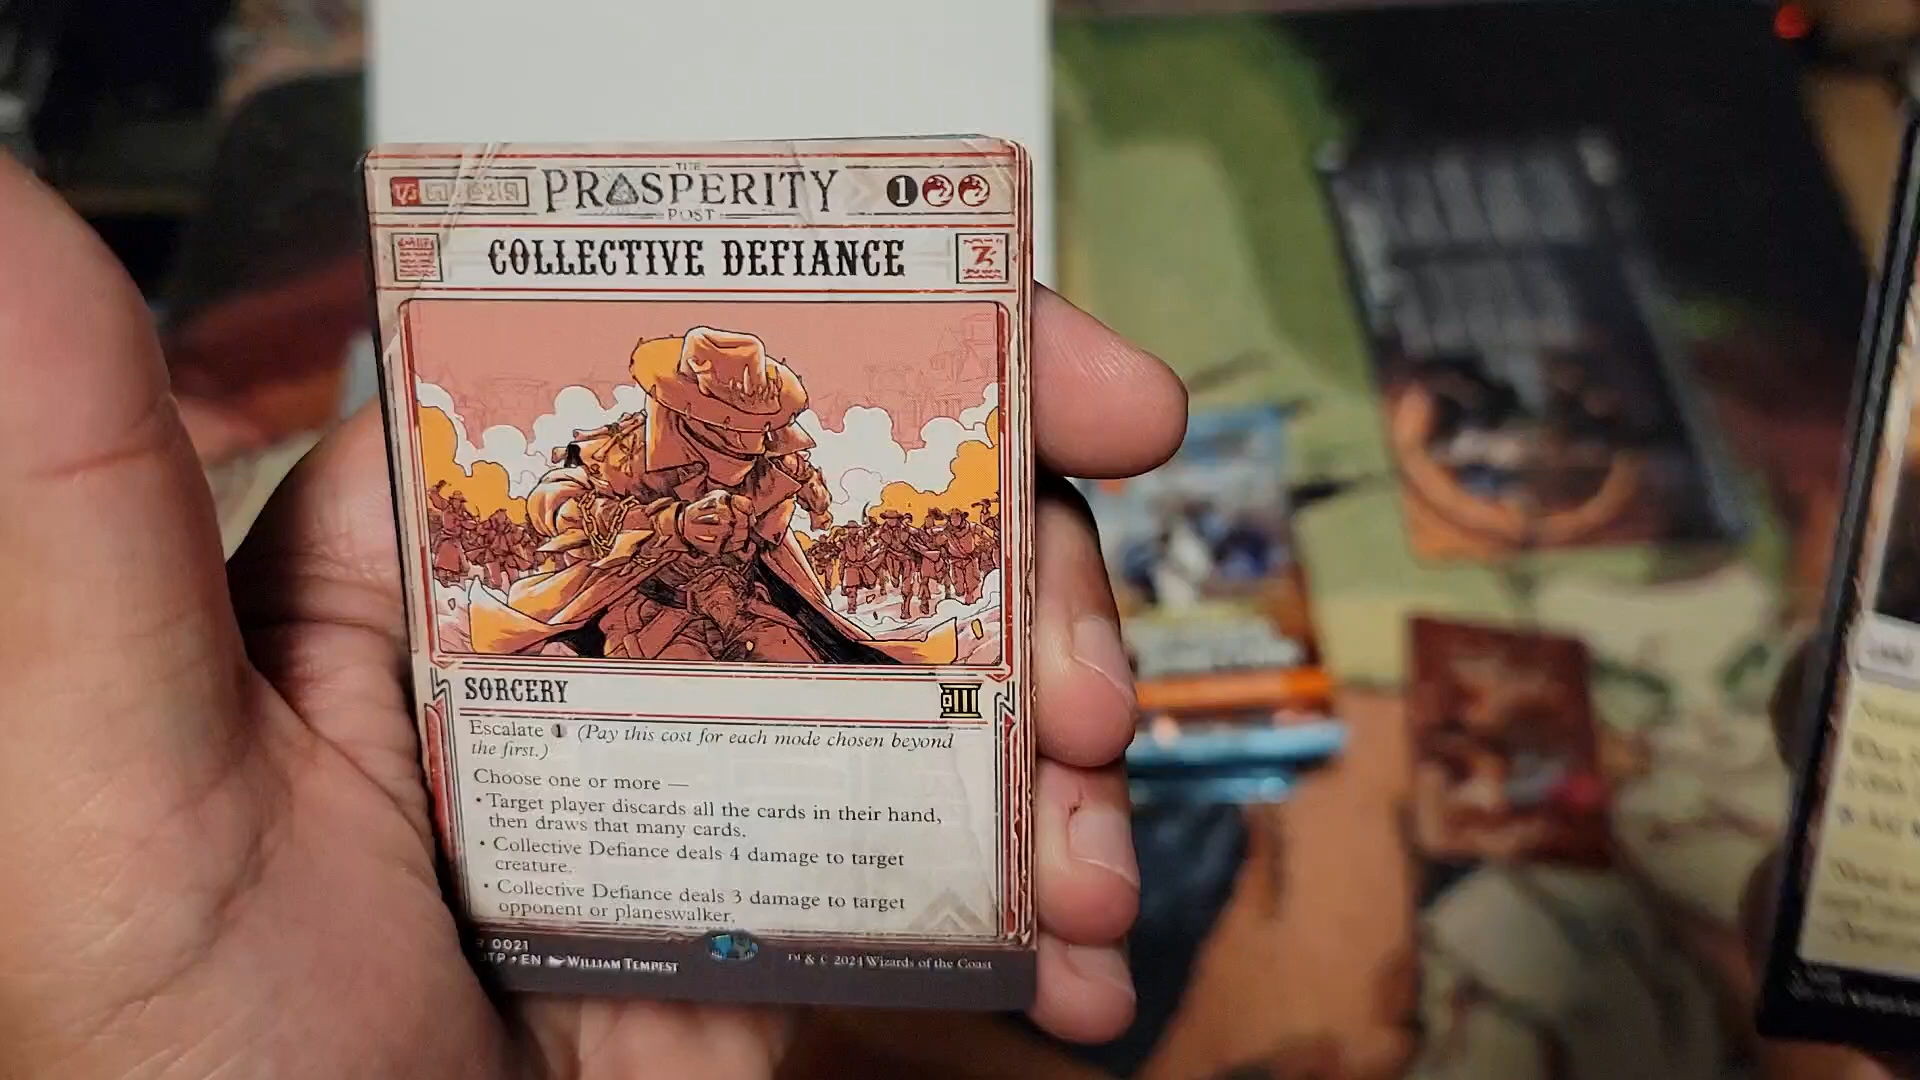 THE
PROSPERITY
POST
1
COLLECTIVE DEFIANCE
SORCERY
Escalate 1 (Pay this cost for each mode chosen beyond
the first.)
Choose one or more —
• Target player discards all the cards in their hand,
then draws that many cards.
• Collective Defiance deals 4 damage to target
creature.
• Collective Defiance deals 3 damage to target
opponent or planeswalker.
R 0021
OTP • EN WILLIAM TEMPEST
™ & © 2024 Wizards of the Coast